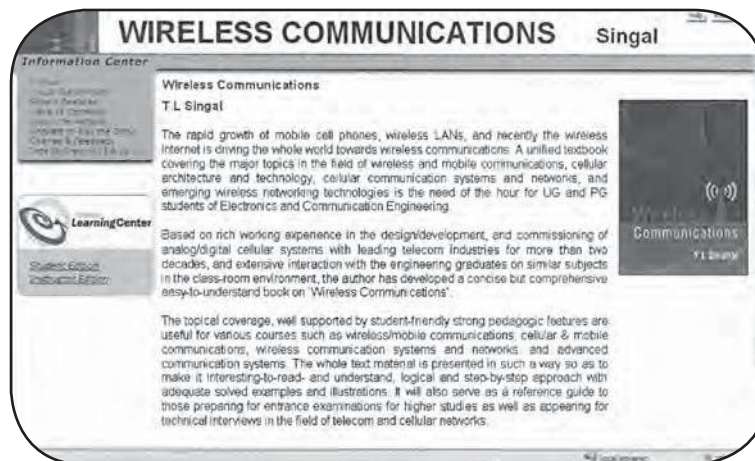 WIRELESS COMMUNICATIONS Singal
Information Center
Wireless Communications
T L Singal
The rapid growth of mobile cell phones, wireless LANs, and recently the wireless
Internet is driving the whole world towards wireless communications. A unified textbook
covering the major topics in the field of wireless and mobile communications, cellular
architecture and technology, cellular communication systems and networks, and
emerging wireless networking technologies is the need of the hour for UG and PG
students of Electronics and Communication Engineering.
Based on rich working experience in the design/development, and commissioning of
analog/digital cellular systems with leading telecom industries for more than two
decades, and extensive interaction with the engineering graduates on similar subjects
in the class-room environment, the author has developed a concise but comprehensive
easy-to-understand book on 'Wireless Communications'.
The topical coverage, well supported by student-friendly strong pedagogic features are
useful for various courses such as wireless/mobile communications, cellular & mobile
communications, wireless communication systems and networks, and advanced
communication systems. The whole text material is presented in such a way so as to
make it interesting-to-read- and understand, logical and step-by-step approach with
adequate solved examples and illustrations. It will also serve as a reference guide to
those preparing for entrance examinations for higher studies as well as appearing for
technical interviews in the field of telecom and cellular networks.
LearningCenter
Student Edition
Instructor Edition
Wireless
Communications
T L Singal